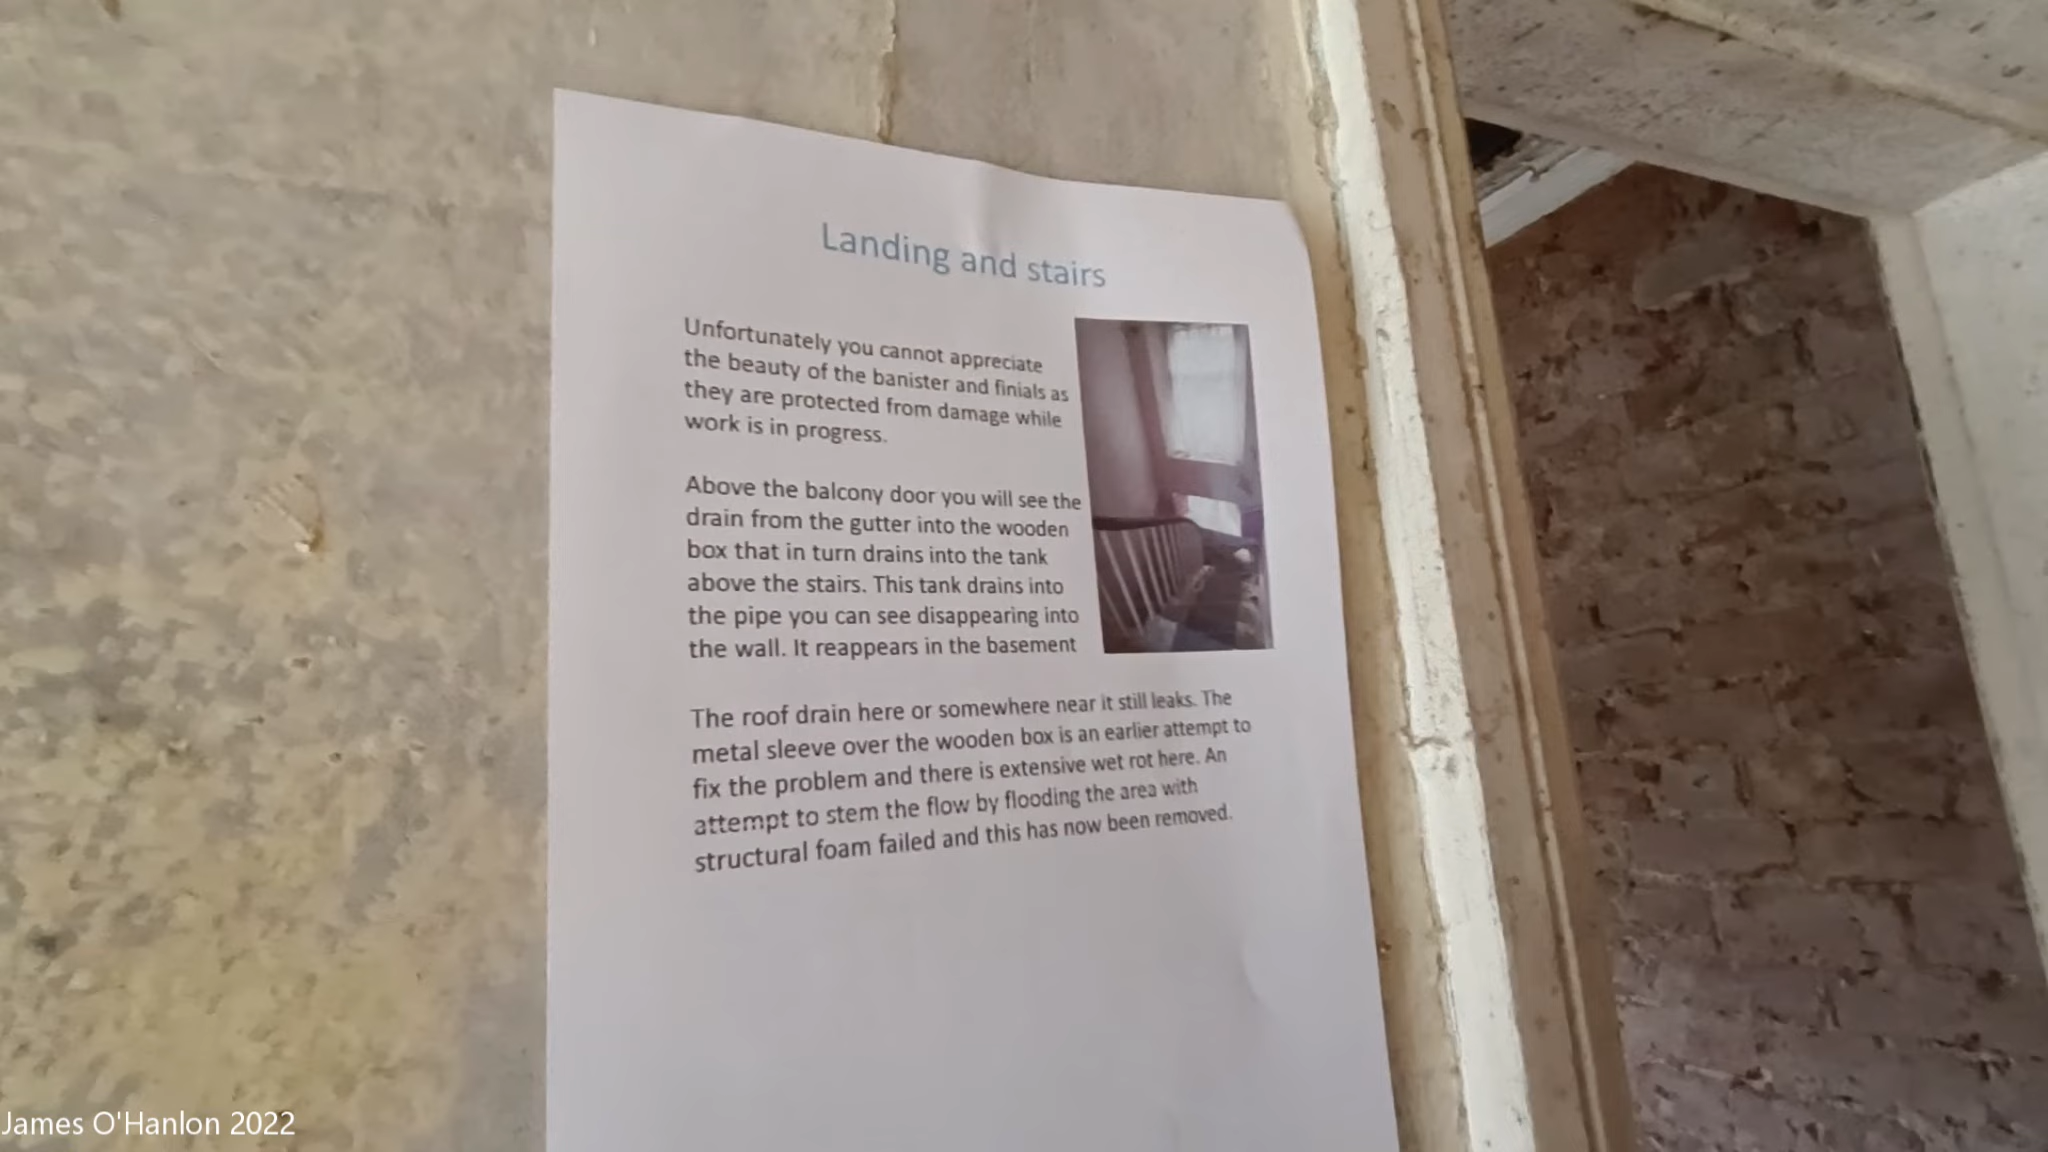 Landing and stairs
Unfortunately you cannot appreciate
the beauty of the banister and finials as
they are protected from damage while
work is in progress.
Above the balcony door you will see the
drain from the gutter into the wooden
box that in turn drains into the tank
above the stairs. This tank drains into
the pipe you can see disappearing into
the wall. It reappears in the basement
The roof drain here or somewhere near it still leaks. The
metal sleeve over the wooden box is an earlier attempt to
fix the problem and there is extensive wet rot here. An
attempt to stem the flow by flooding the area with
structural foam failed and this has now been removed.
James O'Hanlon 2022